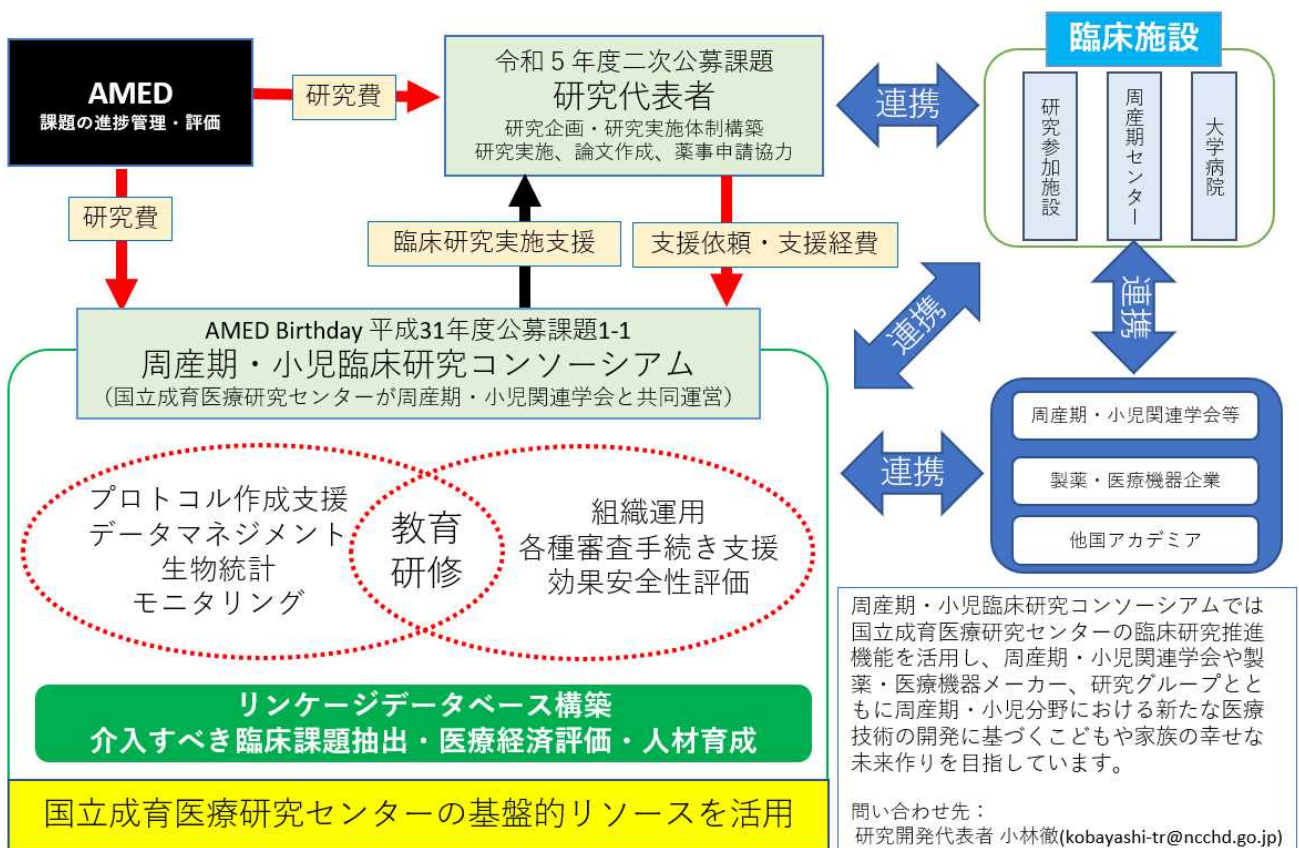 AMED
課題の進捗管理・評価
研究費
研究費
令和５年度二次公募課題
研究代表者
研究企画・研究実施体制構築
研究実施、論文作成、薬事申請協力
連携
臨床施設
研究参加施設
周産期センター
大学病院
臨床研究実施支援
支援依頼・支援経費
連携
連携
AMED Birthday 平成31年度公募課題1-1
周産期・小児臨床研究コンソーシアム
（国立成育医療研究センターが周産期・小児関連学会と共同運営）
連携
周産期・小児関連学会等
製薬・医療機器企業
他国アカデミア
プロトコル作成支援
データマネジメント
生物統計
モニタリング
教育
研修
組織運用
各種審査手続き支援
効果安全性評価
リンケージデータベース構築
介入すべき臨床課題抽出・医療経済評価・人材育成
国立成育医療研究センターの基盤的リソースを活用
周産期・小児臨床研究コンソーシアムでは
国立成育医療研究センターの臨床研究推進
機能を活用し、周産期・小児関連学会や製
薬・医療機器メーカー、研究グループとと
もに周産期・小児分野における新たな医療
技術の開発に基づくこどもや家族の幸せな
未来作りを目指しています。
問い合わせ先：
研究開発代表者 小林徹(kobayashi-tr@ncchd.go.jp)